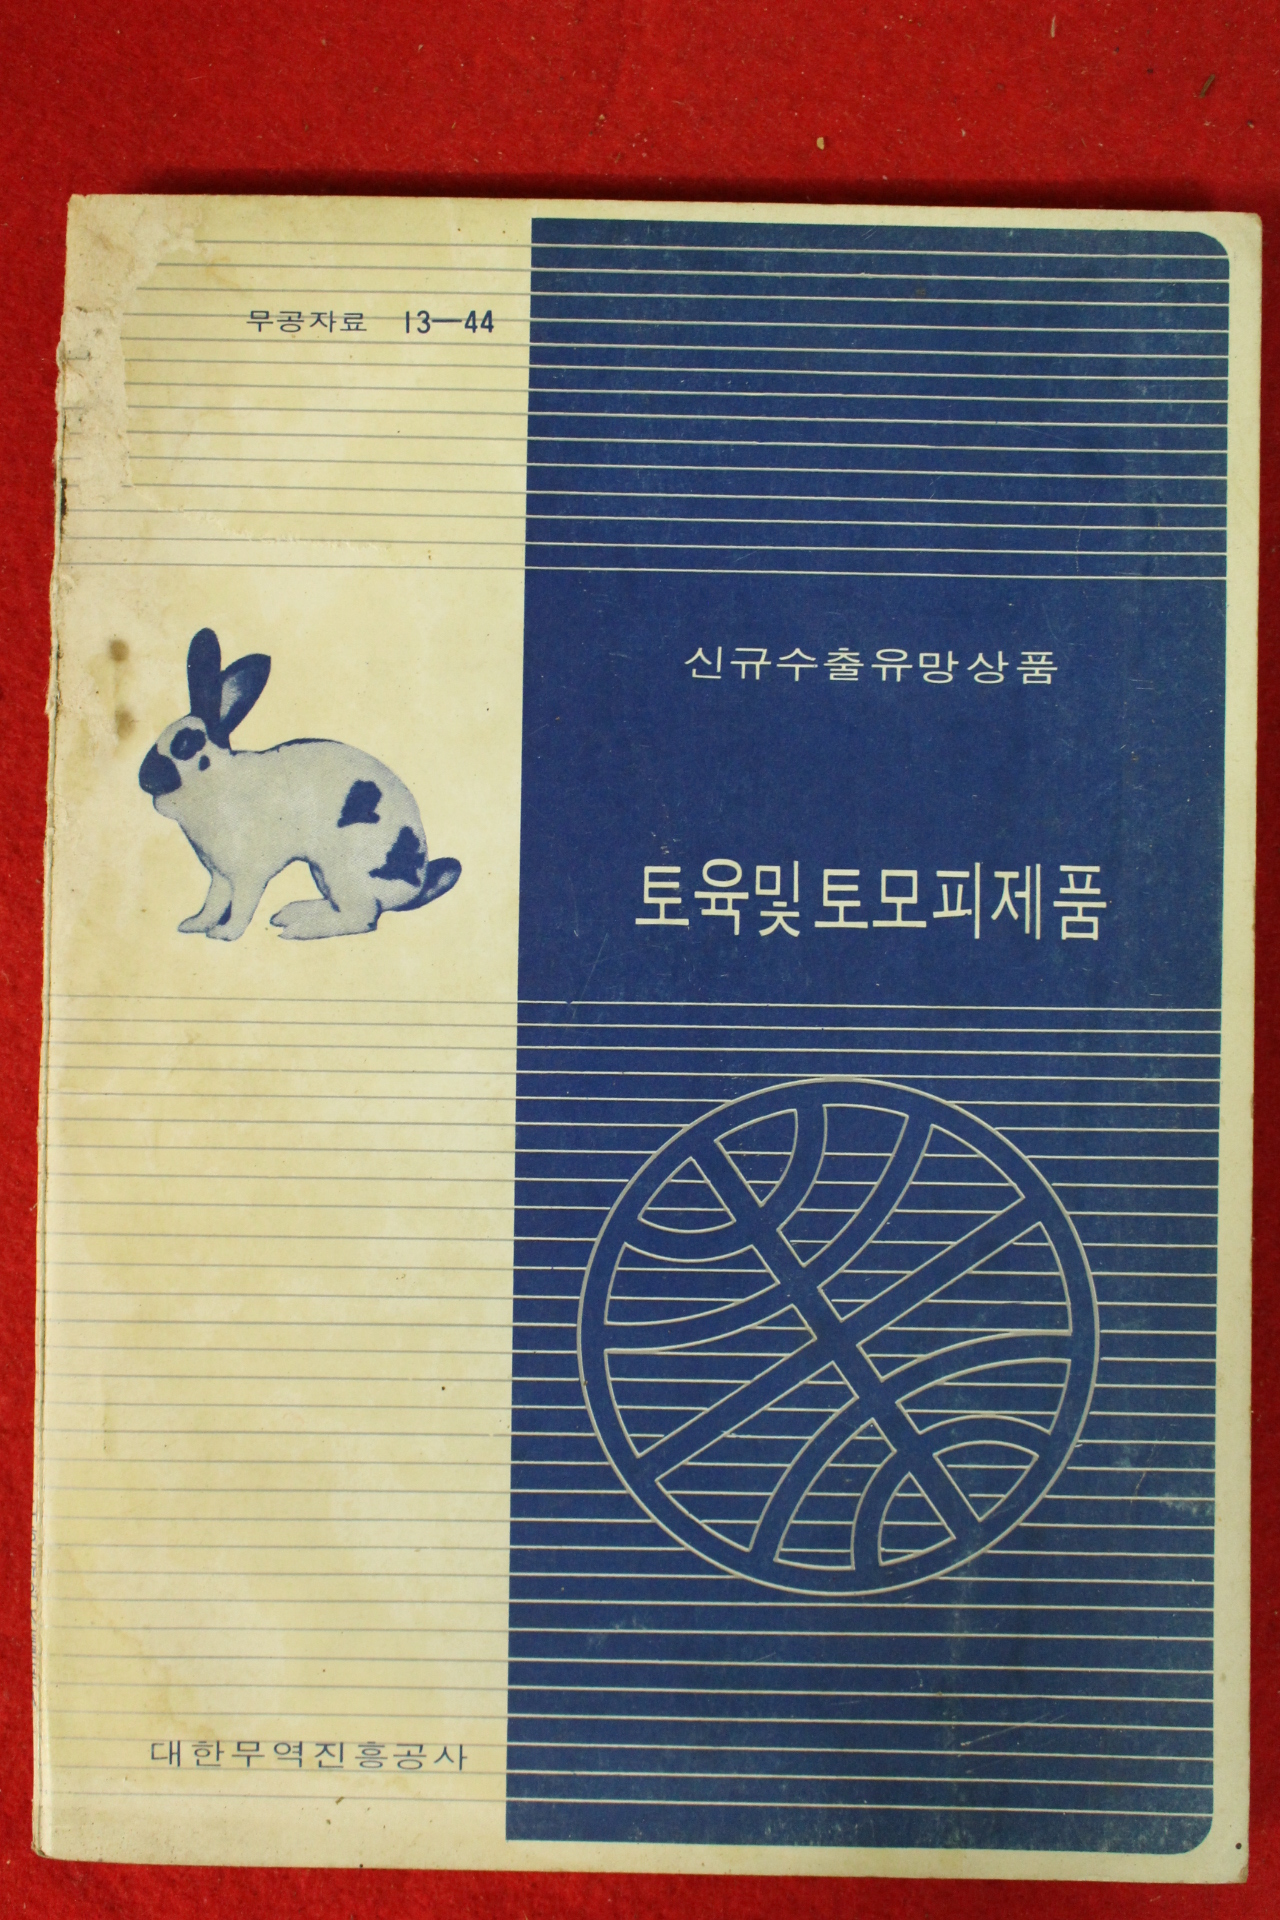 무공자료 13—44
신규수출유망상품
토육및 토모피제품
대한무역진흥공사